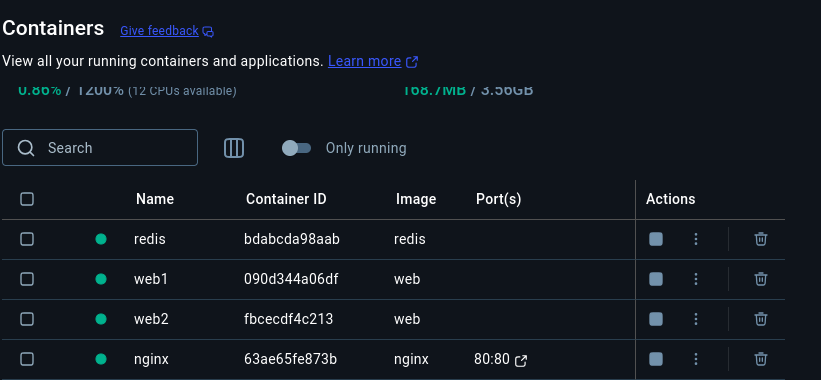 Containers Give feedback
View all your running containers and applications. Learn more
0.86% / 1200% (12 CPUs available) 168.7MB / 3.56GB
Search Only running
Name Container ID Image Port(s) Actions
redis bdabcda98aab redis
web1 090d344a06df web
web2 fbcecdf4c213 web
nginx 63ae65fe873b nginx 80:80